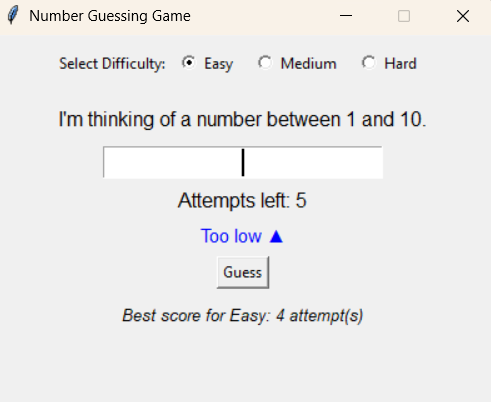 Number Guessing Game
Select Difficulty: Easy Medium Hard
I'm thinking of a number between 1 and 10.
Attempts left: 5
Too low ▲
Guess
Best score for Easy: 4 attempt(s)